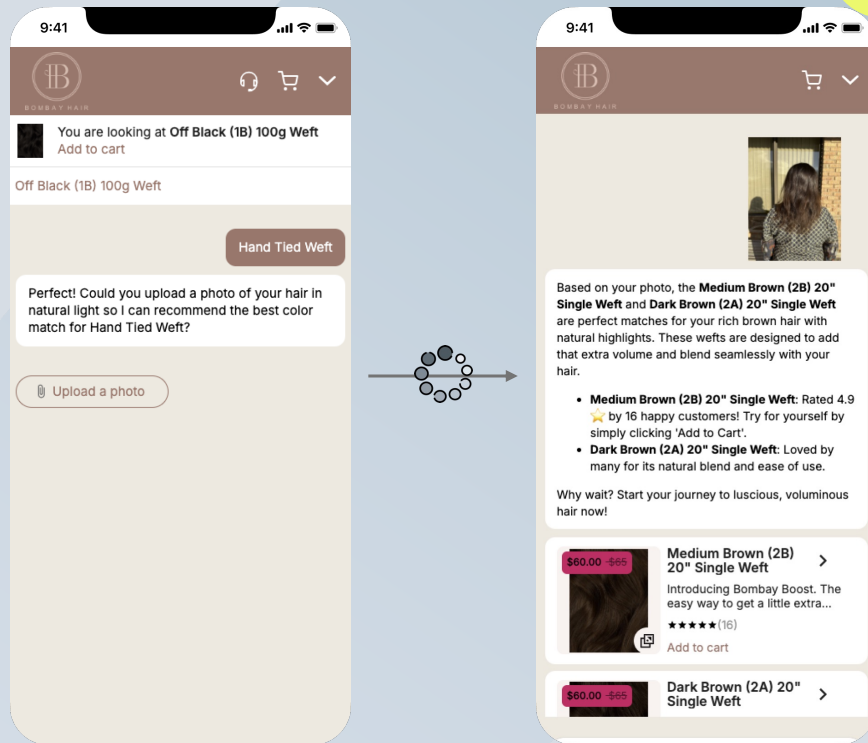 9:41
BOMBAY HAIR
You are looking at Off Black (1B) 100g Weft
Add to cart
Off Black (1B) 100g Weft
Hand Tied Weft
Perfect! Could you upload a photo of your hair in
natural light so I can recommend the best color
match for Hand Tied Weft?
Upload a photo
9:41
BOMBAY HAIR
Based on your photo, the Medium Brown (2B) 20"
Single Weft and Dark Brown (2A) 20" Single Weft
are perfect matches for your rich brown hair with
natural highlights. These wefts are designed to add
that extra volume and blend seamlessly with your
hair.
• Medium Brown (2B) 20" Single Weft: Rated 4.9
⭐ by 16 happy customers! Try for yourself by
simply clicking 'Add to Cart'.
• Dark Brown (2A) 20" Single Weft: Loved by
many for its natural blend and ease of use.
Why wait? Start your journey to luscious, voluminous
hair now!
$60.00 $65
Medium Brown (2B)
20" Single Weft
Introducing Bombay Boost. The
easy way to get a little extra...
★★★★★(16)
Add to cart
$60.00 $65
Dark Brown (2A) 20"
Single Weft